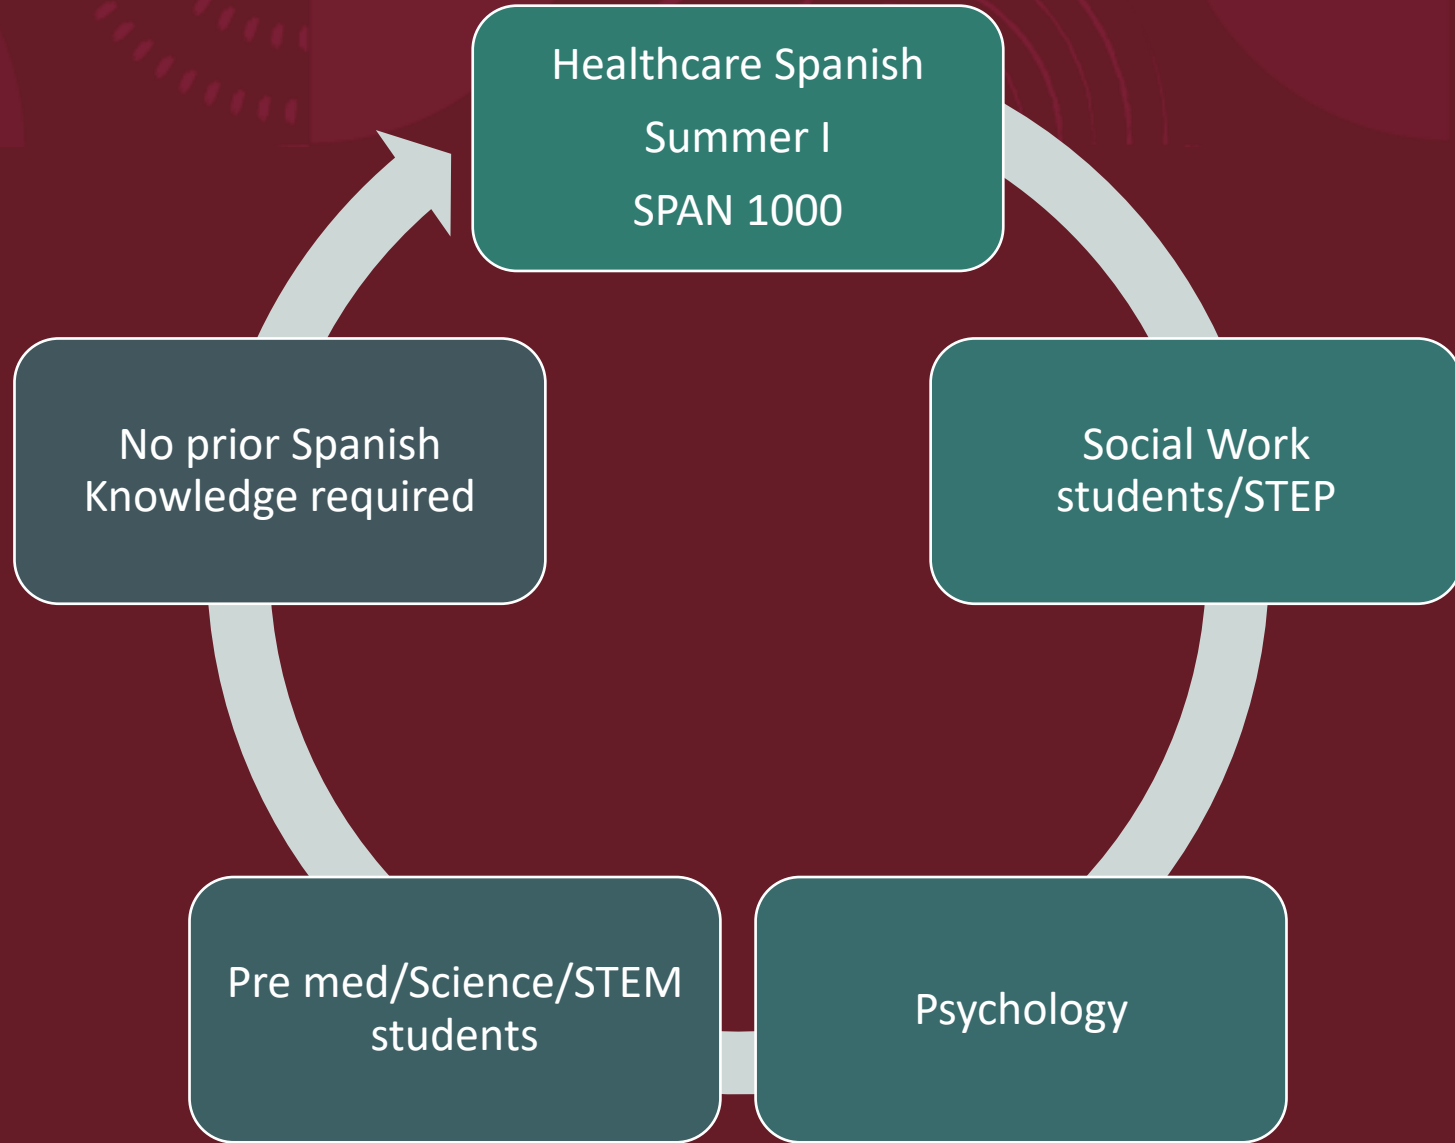 Healthcare Spanish
Summer I
SPAN 1000
Social Work
students/STEP
Psychology
Pre med/Science/STEM
students
No prior Spanish
Knowledge required